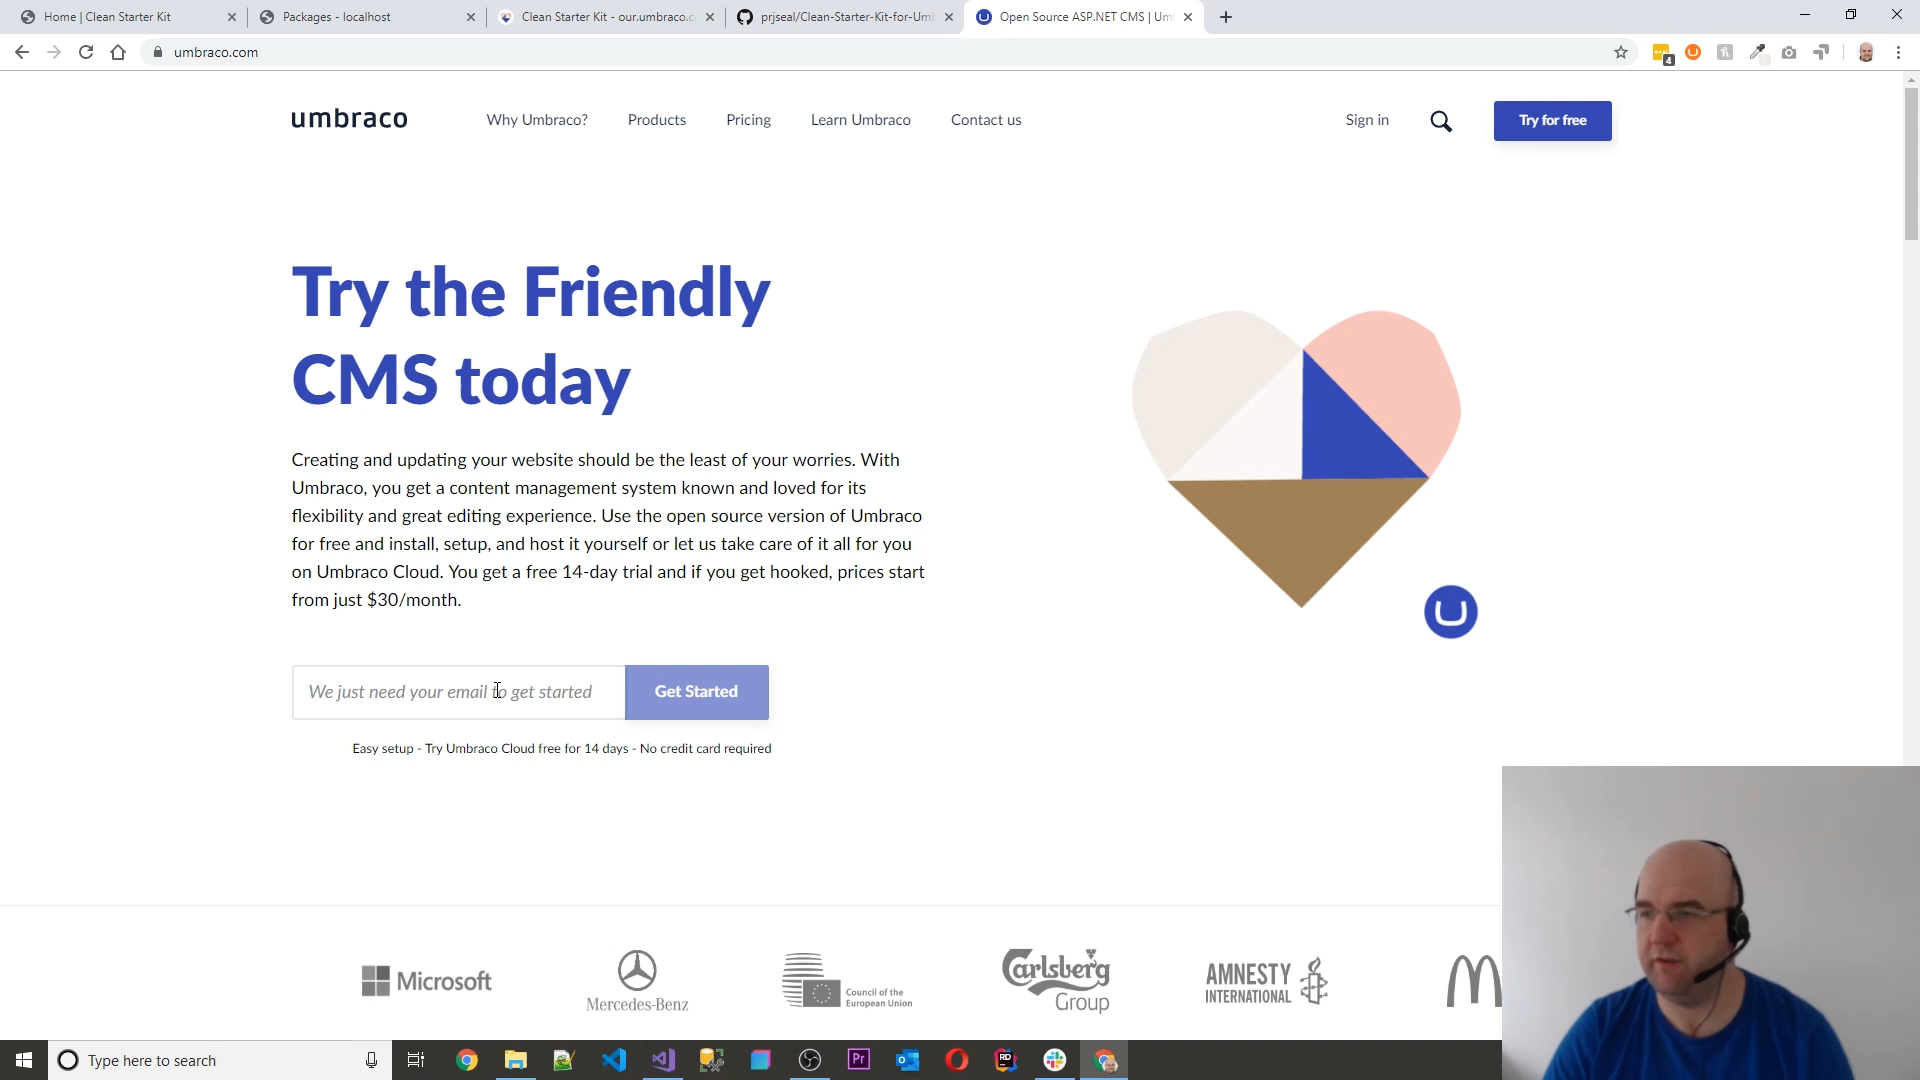 Home | Clean Starter Kit
Packages - localhost
Clean Starter Kit - our.umbraco.c
prjseal/Clean-Starter-Kit-for-Um
Open Source ASP.NET CMS | Um
umbraco.com
4
umbraco
Why Umbraco?
Products
Pricing
Learn Umbraco
Contact us
Sign in
Try for free
Try the Friendly
CMS today
Creating and updating your website should be the least of your worries. With
Umbraco, you get a content management system known and loved for its
flexibility and great editing experience. Use the open source version of Umbraco
for free and install, setup, and host it yourself or let us take care of it all for you
on Umbraco Cloud. You get a free 14-day trial and if you get hooked, prices start
from just $30/month.
We just need your email to get started
Get Started
Easy setup - Try Umbraco Cloud free for 14 days - No credit card required
Microsoft
Mercedes-Benz
Council of the
European Union
Carlsberg
Group
AMNESTY
INTERNATIONAL
Type here to search
Pr
RD